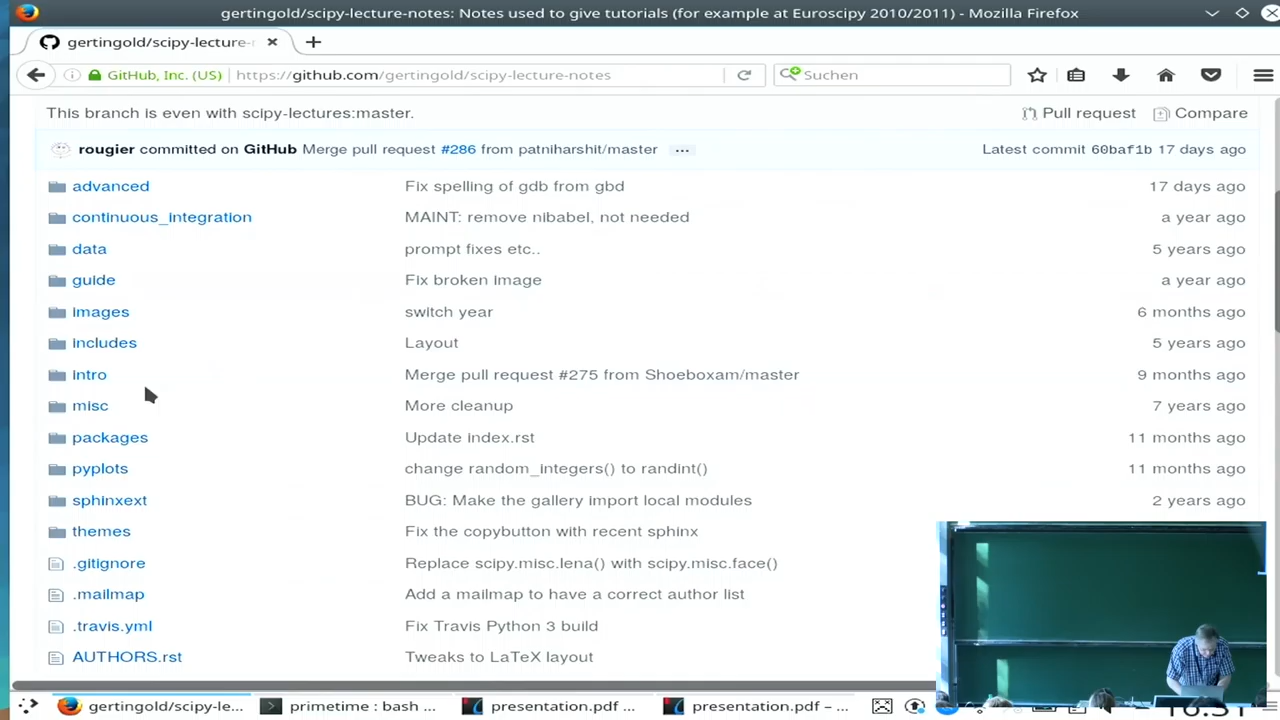 gertingold/scipy-lecture-notes: Notes used to give tutorials (for example at Euroscipy 2010/2011) - Mozilla Firefox
gertingold/scipy-lecture-
GitHub, Inc. (US) https://github.com/gertingold/scipy-lecture-notes Suchen
This branch is even with scipy-lectures:master. Pull request Compare
rougier committed on GitHub Merge pull request #286 from patniharshit/master ... Latest commit 60baf1b 17 days ago
advanced Fix spelling of gdb from gbd 17 days ago
continuous_integration MAINT: remove nibabel, not needed a year ago
data prompt fixes etc.. 5 years ago
guide Fix broken image a year ago
images switch year 6 months ago
includes Layout 5 years ago
intro Merge pull request #275 from Shoeboxam/master 9 months ago
misc More cleanup 7 years ago
packages Update index.rst 11 months ago
pyplots change random_integers() to randint() 11 months ago
sphinxext BUG: Make the gallery import local modules 2 years ago
themes Fix the copybutton with recent sphinx
.gitignore Replace scipy.misc.lena() with scipy.misc.face()
.mailmap Add a mailmap to have a correct author list
.travis.yml Fix Travis Python 3 build
AUTHORS.rst Tweaks to LaTeX layout
gertingold/scipy-le... primetime : bash ... presentation.pdf ... presentation.pdf – ...